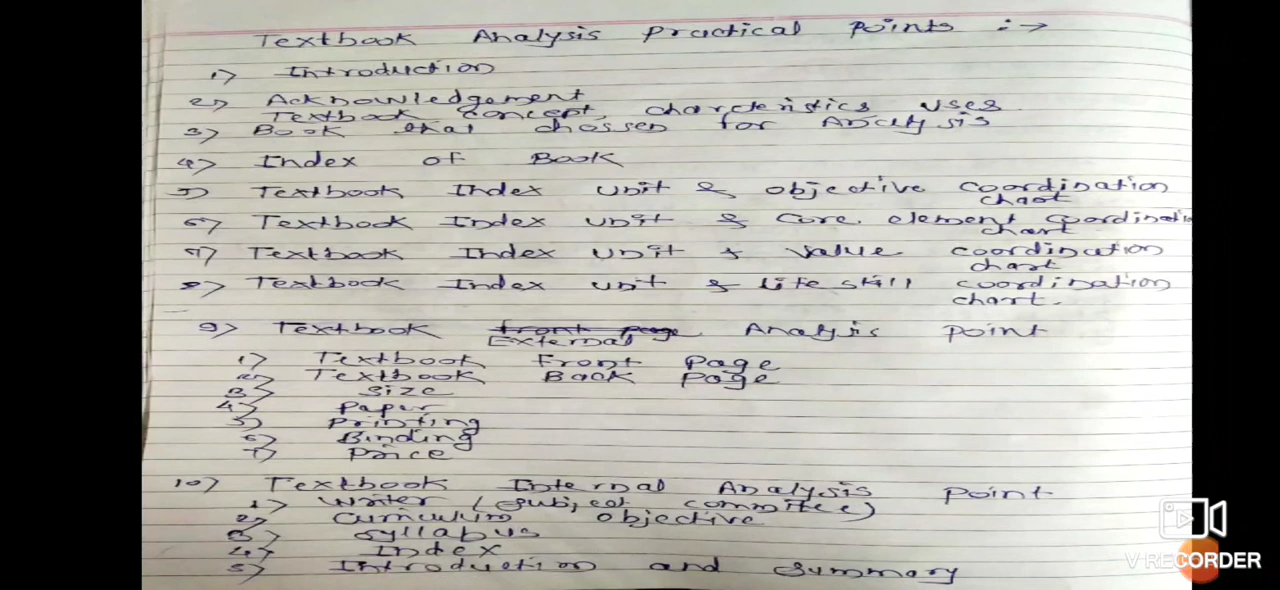 Textbook Analysis Practical Points :→
1) Introduction
2) Acknowledgement
Textbook concept, charcteristics uses
3) Book that chossen for Analysis
4) Index of Book
5) Textbook Index unit & objective coordination
chart
6) Textbook Index unit & Core element coordination
chart
7) Textbook Index unit & value coordination
chart
8) Textbook Index unit & life skill coordination
chart.
9) Textbook front page Analysis point
External
1) Textbook Front Page
2) Textbook Back Page
3) Size
4) Paper
5) Printing
6) Binding
7) Price
10) Textbook Internal Analysis point
1) Writer (subject committee)
2) Curriculum objective
3) Syllabus
4) Index
5) Introduction and Summary
V RECORDER